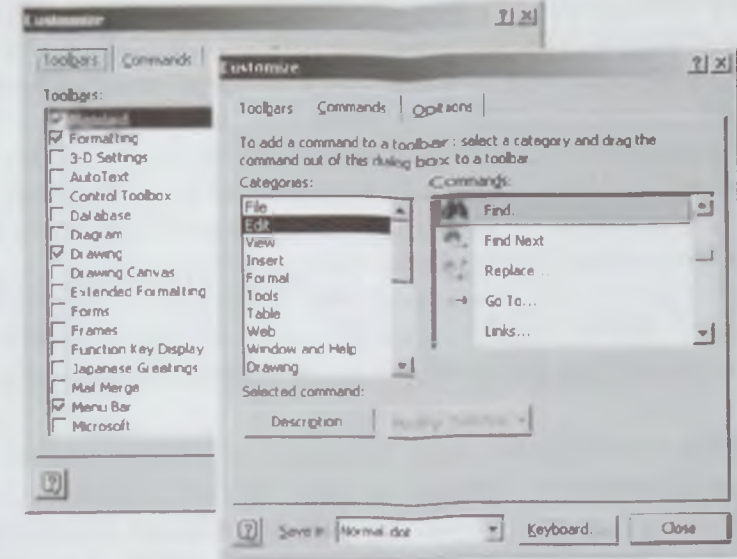 Customize
Toolbars Commands
Toolbars:
Standard
Formatting
3-D Settings
AutoText
Control Toolbox
Database
Diagram
Drawing
Drawing Canvas
Extended Formatting
Forms
Frames
Function Key Display
Japanese Greetings
Mail Merge
Menu Bar
Microsoft
Customize
Toolbars Commands Options
To add a command to a toolbar: select a category and drag the
command out of this dialog box to a toolbar
Categories:
File
Edit
View
Insert
Format
Tools
Table
Web
Window and Help
Drawing
Commands:
Find.
Find Next
Replace...
Go To...
Links...
Selected command:
Description
Save in: Normal.dot
Keyboard...
Close